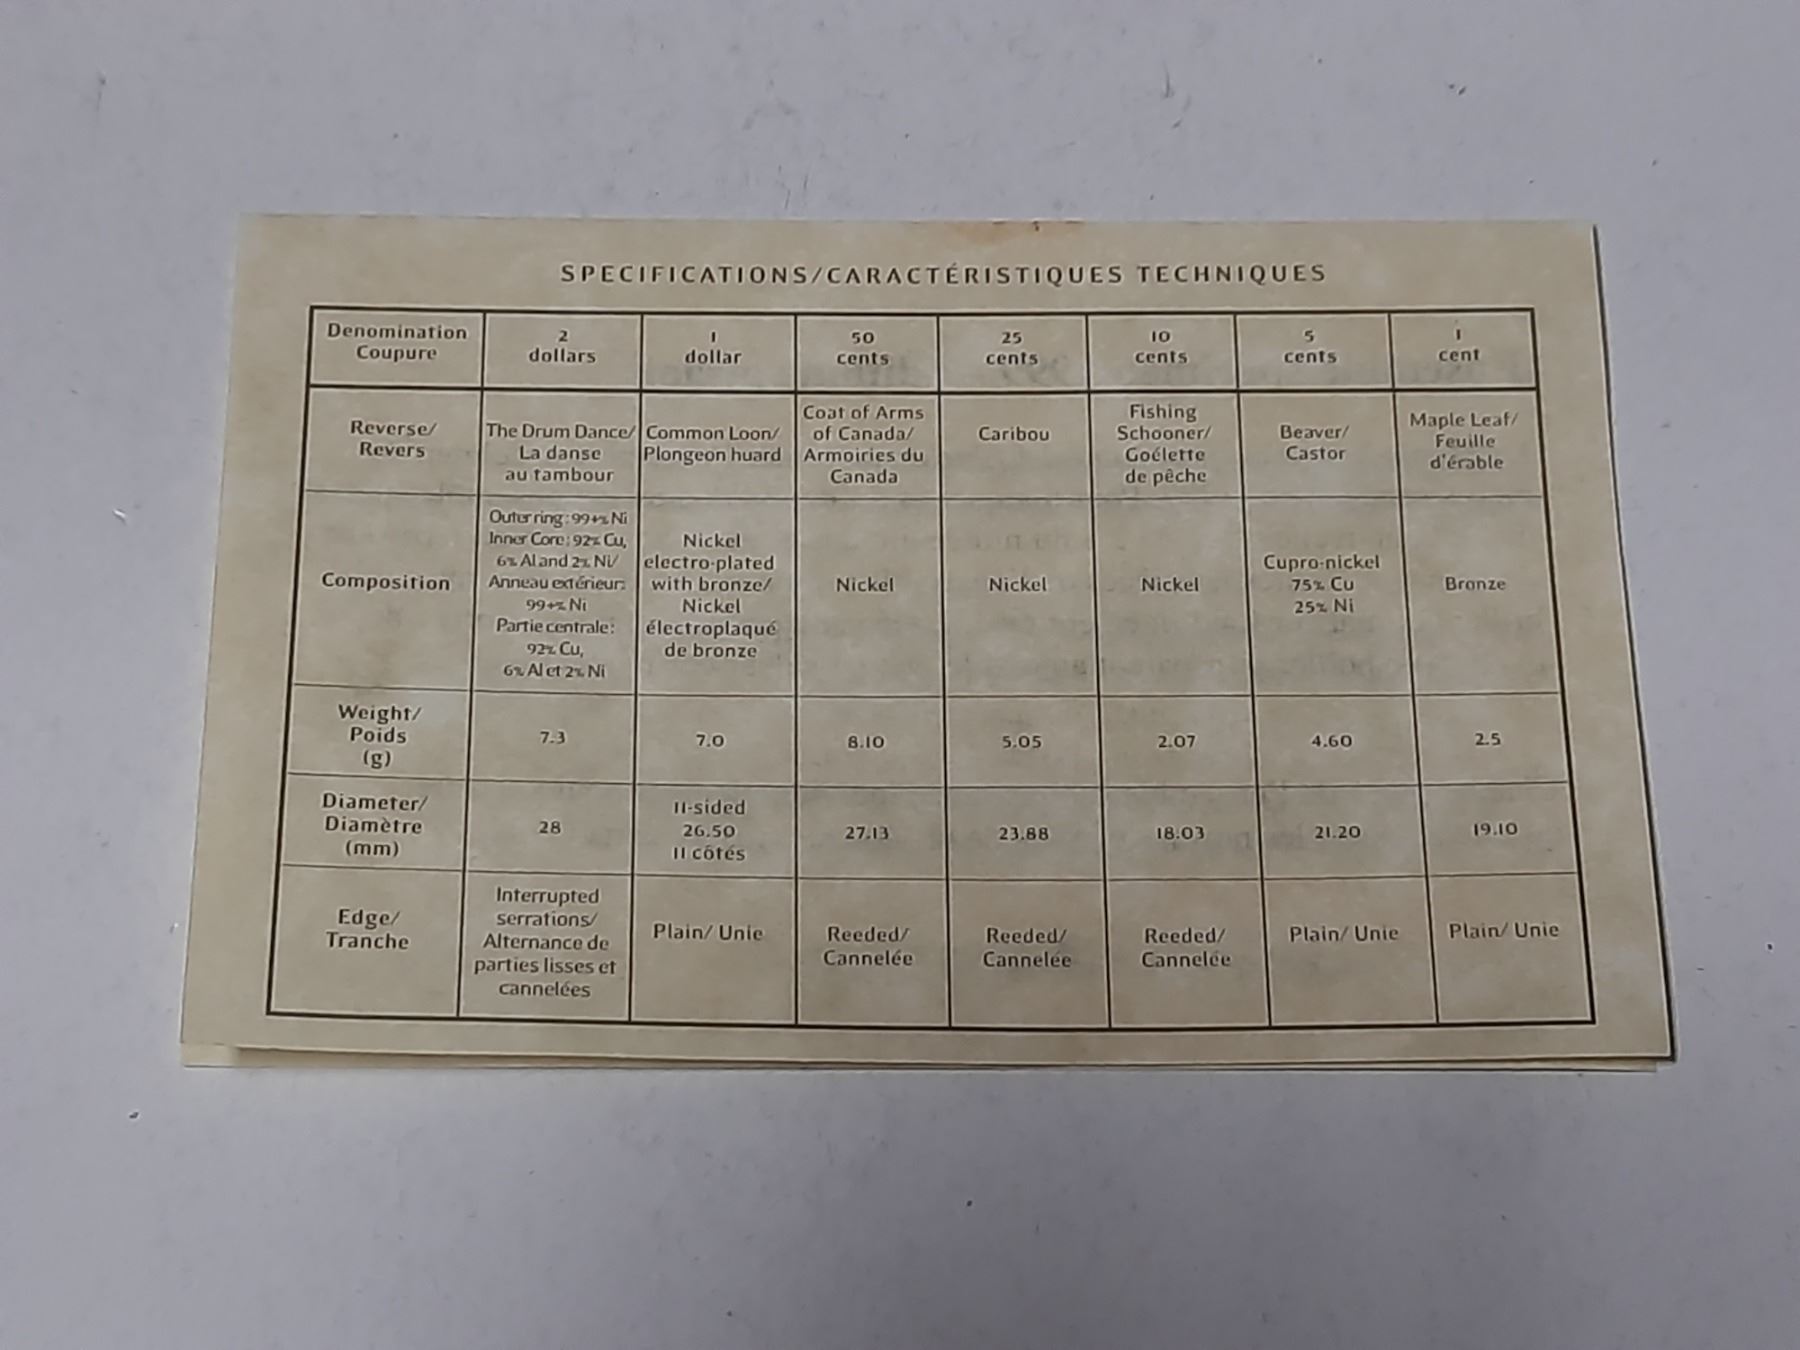 SPECIFICATIONS/CARACTÉRISTIQUES TECHNIQUES
Denomination
Coupure
2
dollars
1
dollar
50
cents
25
cents
10
cents
5
cents
1
cent
Reverse/
Revers
The Drum Dance/
La danse
au tambour
Common Loon/
Plongeon huard
Coat of Arms
of Canada/
Armoiries du
Canada
Caribou
Fishing
Schooner/
Goélette
de pêche
Beaver/
Castor
Maple Leaf/
Feuille
d'érable
Composition
Outer ring: 99+% Ni
Inner Core: 92% Cu,
6% Al and 2% Ni/
Anneau extérieur:
99+% Ni
Partie centrale:
92% Cu,
6% Al et 2% Ni
Nickel
electro-plated
with bronze/
Nickel
électroplaqué
de bronze
Nickel
Nickel
Nickel
Cupro-nickel
75% Cu
25% Ni
Bronze
Weight/
Poids
(g)
7.3
7.0
8.10
5.05
2.07
4.60
2.5
Diameter/
Diamètre
(mm)
28
11-sided
26.50
11 côtés
27.13
23.88
18.03
21.20
19.10
Edge/
Tranche
Interrupted
serrations/
Alternance de
parties lisses et
cannelées
Plain/ Unie
Reeded/
Cannelée
Reeded/
Cannelée
Reeded/
Cannelée
Plain/ Unie
Plain/ Unie